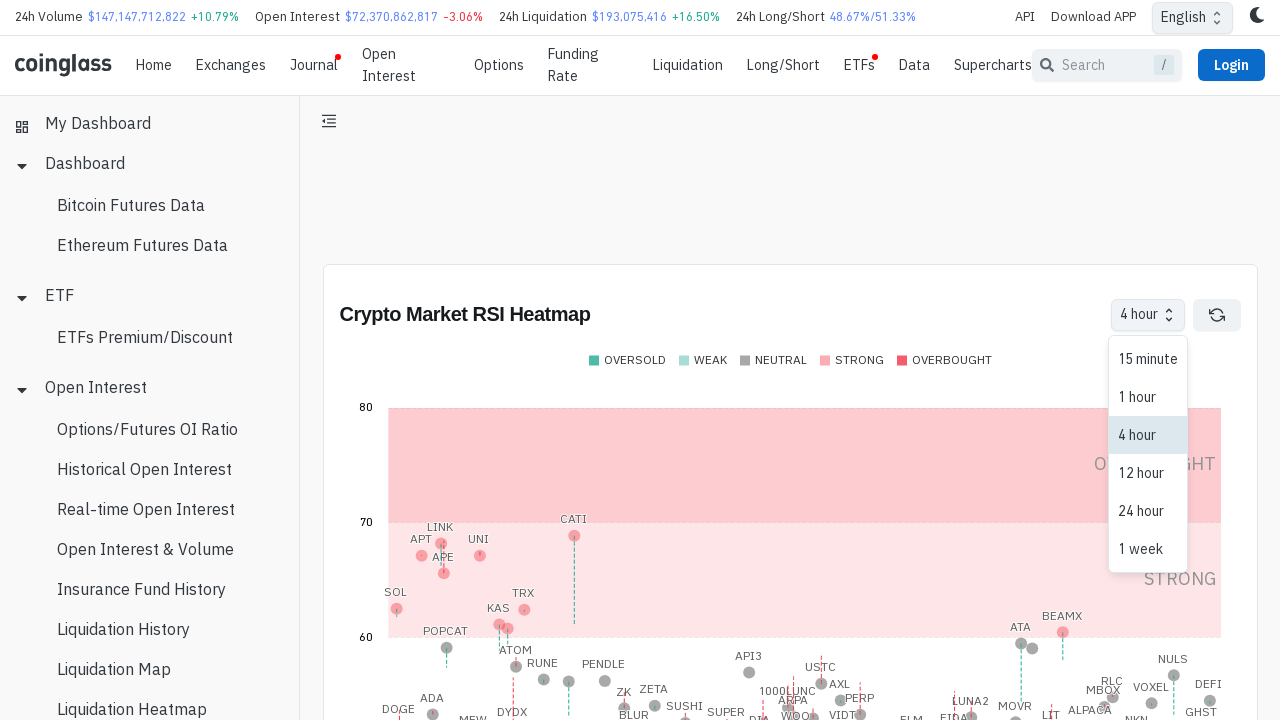 24h Volume $147,147,712,822 +10.79% Open Interest $72,370,862,817 -3.06% 24h Liquidation $193,075,416 +16.50% 24h Long/Short 48.67%/51.33% API Download APP English
coinglass Home Exchanges Journal Open Interest Options Funding Rate Liquidation Long/Short ETFs Data Supercharts Search / Login
My Dashboard
Dashboard
Bitcoin Futures Data
Ethereum Futures Data
ETF
ETFs Premium/Discount
Open Interest
Options/Futures OI Ratio
Historical Open Interest
Real-time Open Interest
Open Interest & Volume
Insurance Fund History
Liquidation History
Liquidation Map
Liquidation Heatmap
Crypto Market RSI Heatmap 4 hour
OVERSOLD WEAK NEUTRAL STRONG OVERBOUGHT
15 minute
1 hour
4 hour
12 hour
24 hour
1 week
80
70
STRONG
60
CATI
LINK
APT UNI
APE
SOL TRX
KAS
BEAMX
POPCAT ATA
ATOM
RUNE PENDLE API3 USTC NULS
RLC
ZK ZETA 1000LUNC AXL MBOX VOXEL DEFI
ADA SUSHI ARPA PERP LUNA2 MOVR
DOGE DYDX BLUR SUPER WOO VIDT ALPACA GHST